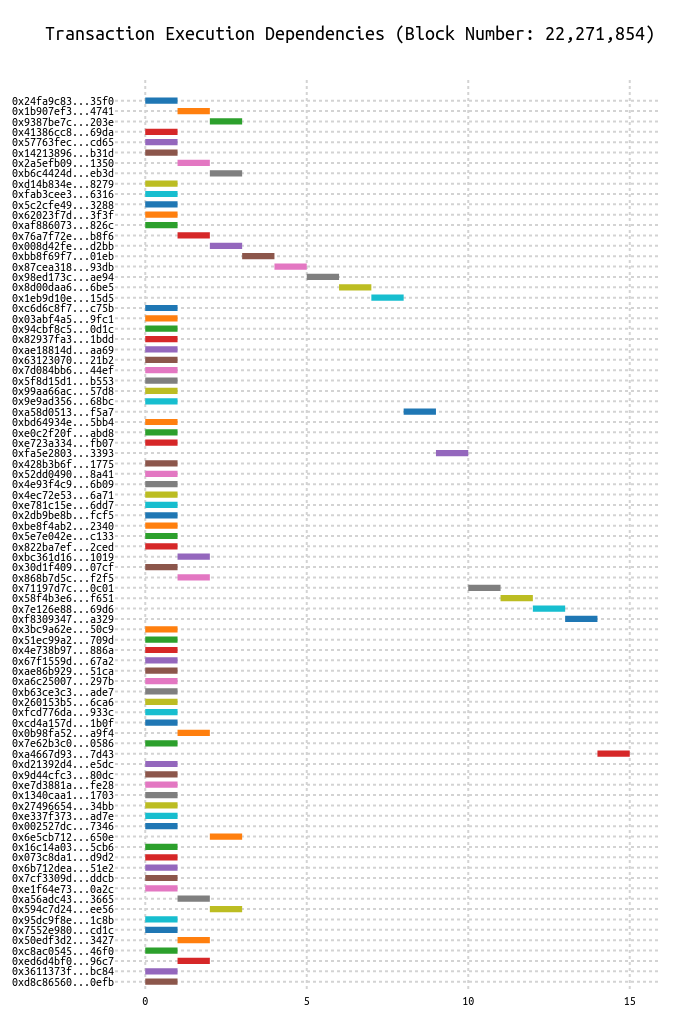 Transaction Execution Dependencies (Block Number: 22,271,854)
0x24fa9c83...35f0
0x1b907ef3...4741
0x9387be7c...203e
0x41386cc8...69da
0x57763fec...cd65
0x14213896...b31d
0x2a5efb09...1350
0xb6c4424d...eb3d
0xd14b834e...8279
0xfab3cee3...6316
0x5c2cfe49...3288
0x62023f7d...3f3f
0xaf886073...826c
0x76a7f72e...b8f6
0x008d42fe...d2bb
0xbb8f69f7...01eb
0x87cea318...93db
0x98ed173c...ae94
0x8d00daa6...6be5
0x1eb9d10e...15d5
0xc6d6c8f7...c75b
0x03abf4a5...9fc1
0x94cbf8c5...0d1c
0x82937fa3...1bdd
0xae18814d...aa69
0x63123070...21b2
0x7d084bb6...44ef
0x5f8d15d1...b553
0x99aa66ac...57d8
0x9e9ad356...68bc
0xa58d0513...f5a7
0xbd64934e...5bb4
0xe0c2f20f...abd8
0xe723a334...fb07
0xfa5e2803...3393
0x428b3b6f...1775
0x52dd0490...8a41
0x4e93f4c9...6b09
0x4ec72e53...6a71
0xe781c15e...6dd7
0x2db9be8b...fcf5
0xbe8f4ab2...2340
0x5e7e042e...c133
0x822ba7ef...2ced
0xbc361d16...1019
0x30d1f409...07cf
0x868b7d5c...f2f5
0x71197d7c...0c01
0x58f4b3e6...f651
0x7e126e88...69d6
0xf8309347...a329
0x3bc9a62e...50c9
0x51ec99a2...709d
0x4e738b97...886a
0x67f1559d...67a2
0xae86b929...51ca
0xa6c25007...297b
0xb63ce3c3...ade7
0x260153b5...6ca6
0xfcd776da...933c
0xcd4a157d...1b0f
0x0b98fa52...a9f4
0x7e62b3c0...0586
0xa4667d93...7d43
0xd21392d4...e5dc
0x9d44cfc3...80dc
0xe7d3881a...fe28
0x1340caa1...1703
0x27496654...34bb
0xe337f373...ad7e
0x002527dc...7346
0x6e5cb712...650e
0x16c14a03...5cb6
0x073c8da1...d9d2
0x6b712dea...51e2
0x7cf3309d...ddcb
0xe1f64e73...0a2c
0xa56adc43...3665
0x594c7d24...ee56
0x95dc9f8e...1c8b
0x7552e980...cd1c
0x50edf3d2...3427
0xc8ac0545...46f0
0xed6d4bf0...96c7
0x3611373f...bc84
0xd8c86560...0efb
0 5 10 15